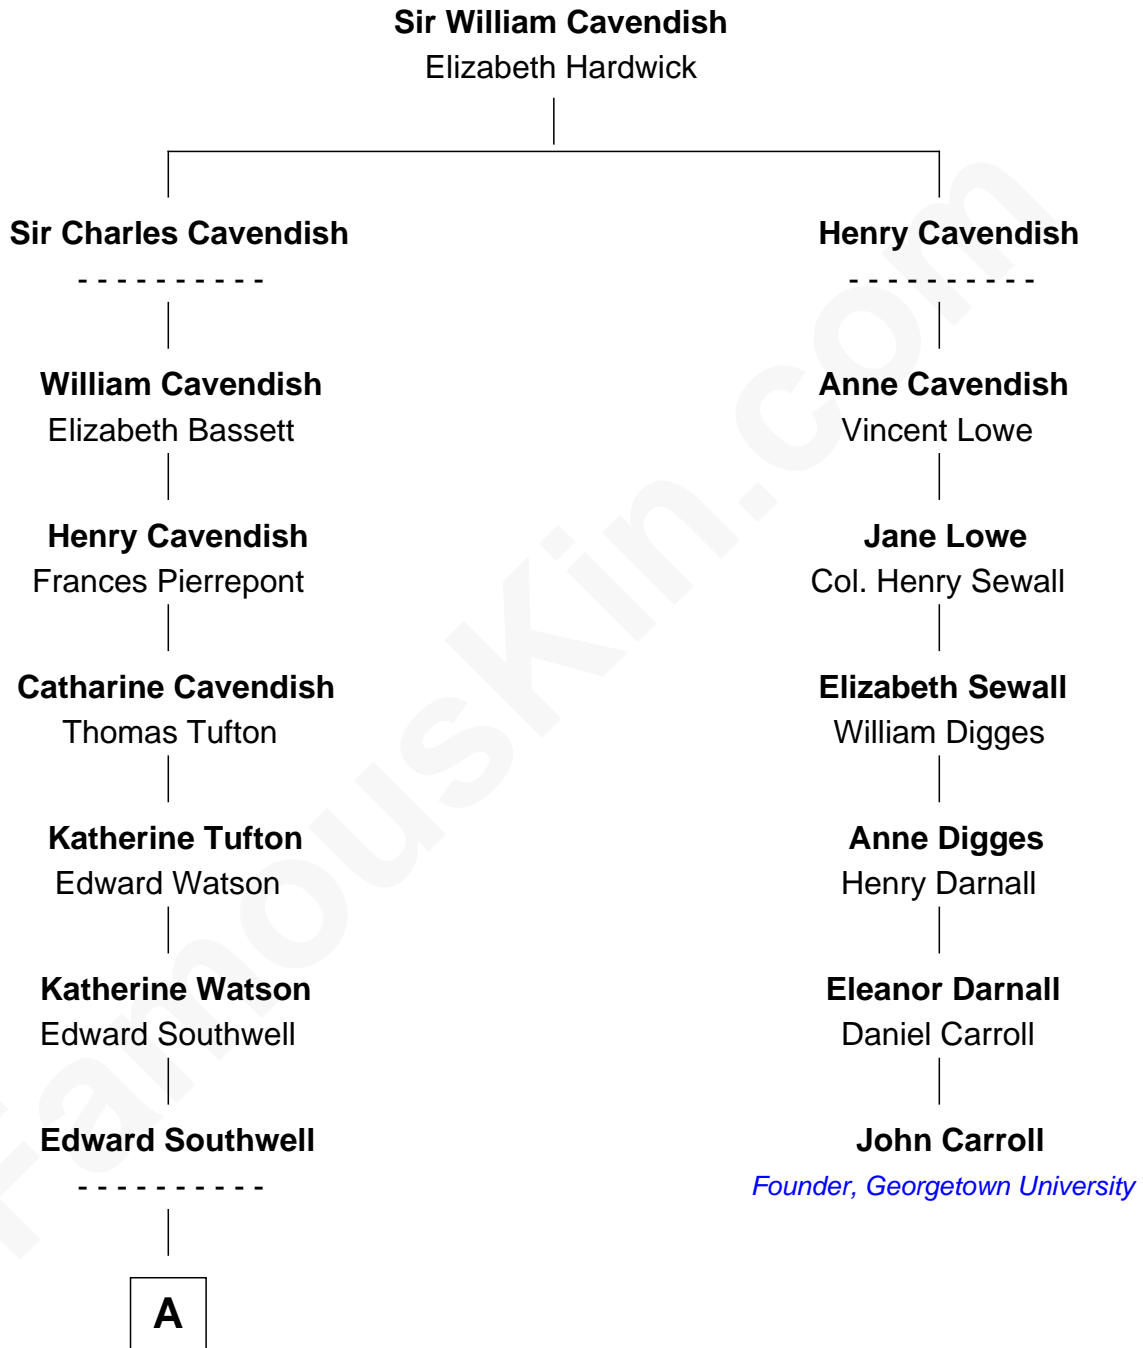 Sir William Cavendish
Elizabeth Hardwick
Sir Charles Cavendish
- - - - - - - - - -
William Cavendish
Elizabeth Bassett
Henry Cavendish
Frances Pierrepont
Catharine Cavendish
Thomas Tufton
Katherine Tufton
Edward Watson
Katherine Watson
Edward Southwell
Edward Southwell
- - - - - - - - - -
A
Henry Cavendish
- - - - - - - - - -
Anne Cavendish
Vincent Lowe
Jane Lowe
Col. Henry Sewall
Elizabeth Sewall
William Digges
Anne Digges
Henry Darnall
Eleanor Darnall
Daniel Carroll
John Carroll
Founder, Georgetown University
FamousKin.com